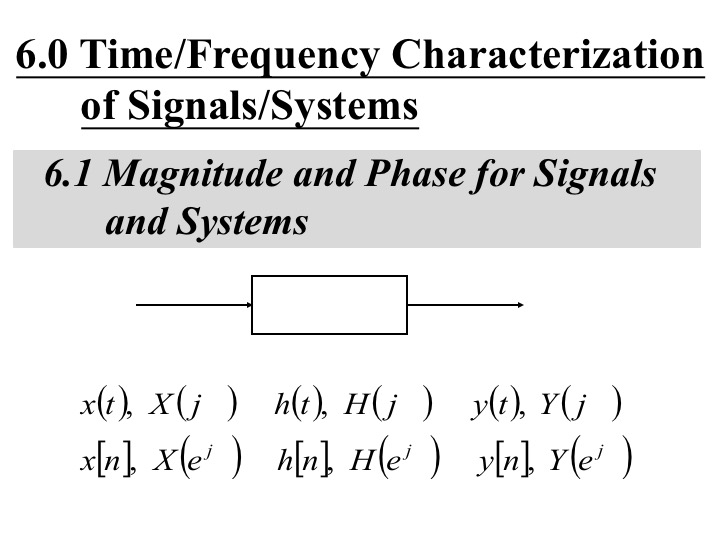 6.0 Time/Frequency Characterization
of Signals/Systems
6.1 Magnitude and Phase for Signals
and Systems
x(t), X(j ) h(t), H(j ) y(t), Y(j )
x[n], X(e^j ) h[n], H(e^j ) y[n], Y(e^j )